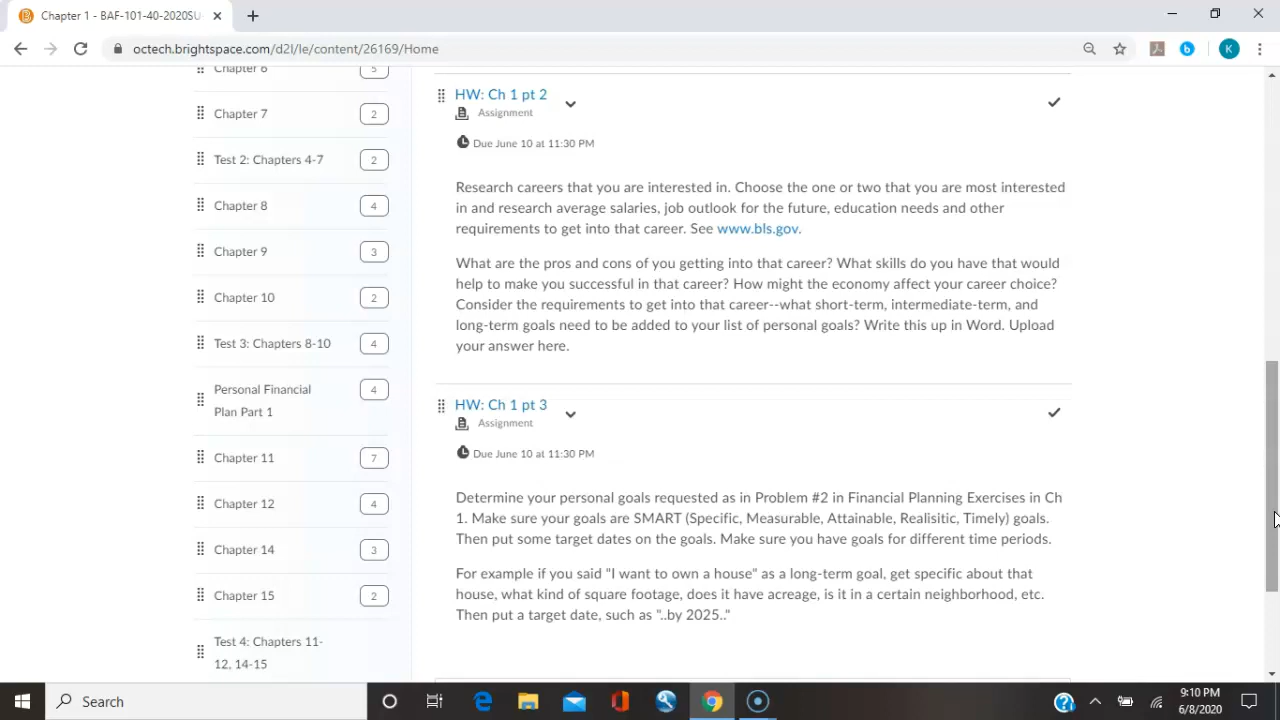 Chapter 1 - BAF-101-40-2020SU-
octech.brightspace.com/d2l/le/content/26169/Home
K
Chapter 6
5
Chapter 7
2
Test 2: Chapters 4-7
2
Chapter 8
4
Chapter 9
3
Chapter 10
2
Test 3: Chapters 8-10
4
Personal Financial
Plan Part 1
4
Chapter 11
7
Chapter 12
4
Chapter 14
3
Chapter 15
2
Test 4: Chapters 11-
12, 14-15
HW: Ch 1 pt 2
Assignment
Due June 10 at 11:30 PM
Research careers that you are interested in. Choose the one or two that you are most interested
in and research average salaries, job outlook for the future, education needs and other
requirements to get into that career. See www.bls.gov.
What are the pros and cons of you getting into that career? What skills do you have that would
help to make you successful in that career? How might the economy affect your career choice?
Consider the requirements to get into that career--what short-term, intermediate-term, and
long-term goals need to be added to your list of personal goals? Write this up in Word. Upload
your answer here.
HW: Ch 1 pt 3
Assignment
Due June 10 at 11:30 PM
Determine your personal goals requested as in Problem #2 in Financial Planning Exercises in Ch
1. Make sure your goals are SMART (Specific, Measurable, Attainable, Realisitic, Timely) goals.
Then put some target dates on the goals. Make sure you have goals for different time periods.
For example if you said "I want to own a house" as a long-term goal, get specific about that
house, what kind of square footage, does it have acreage, is it in a certain neighborhood, etc.
Then put a target date, such as "..by 2025.."
Search
9:10 PM
6/8/2020